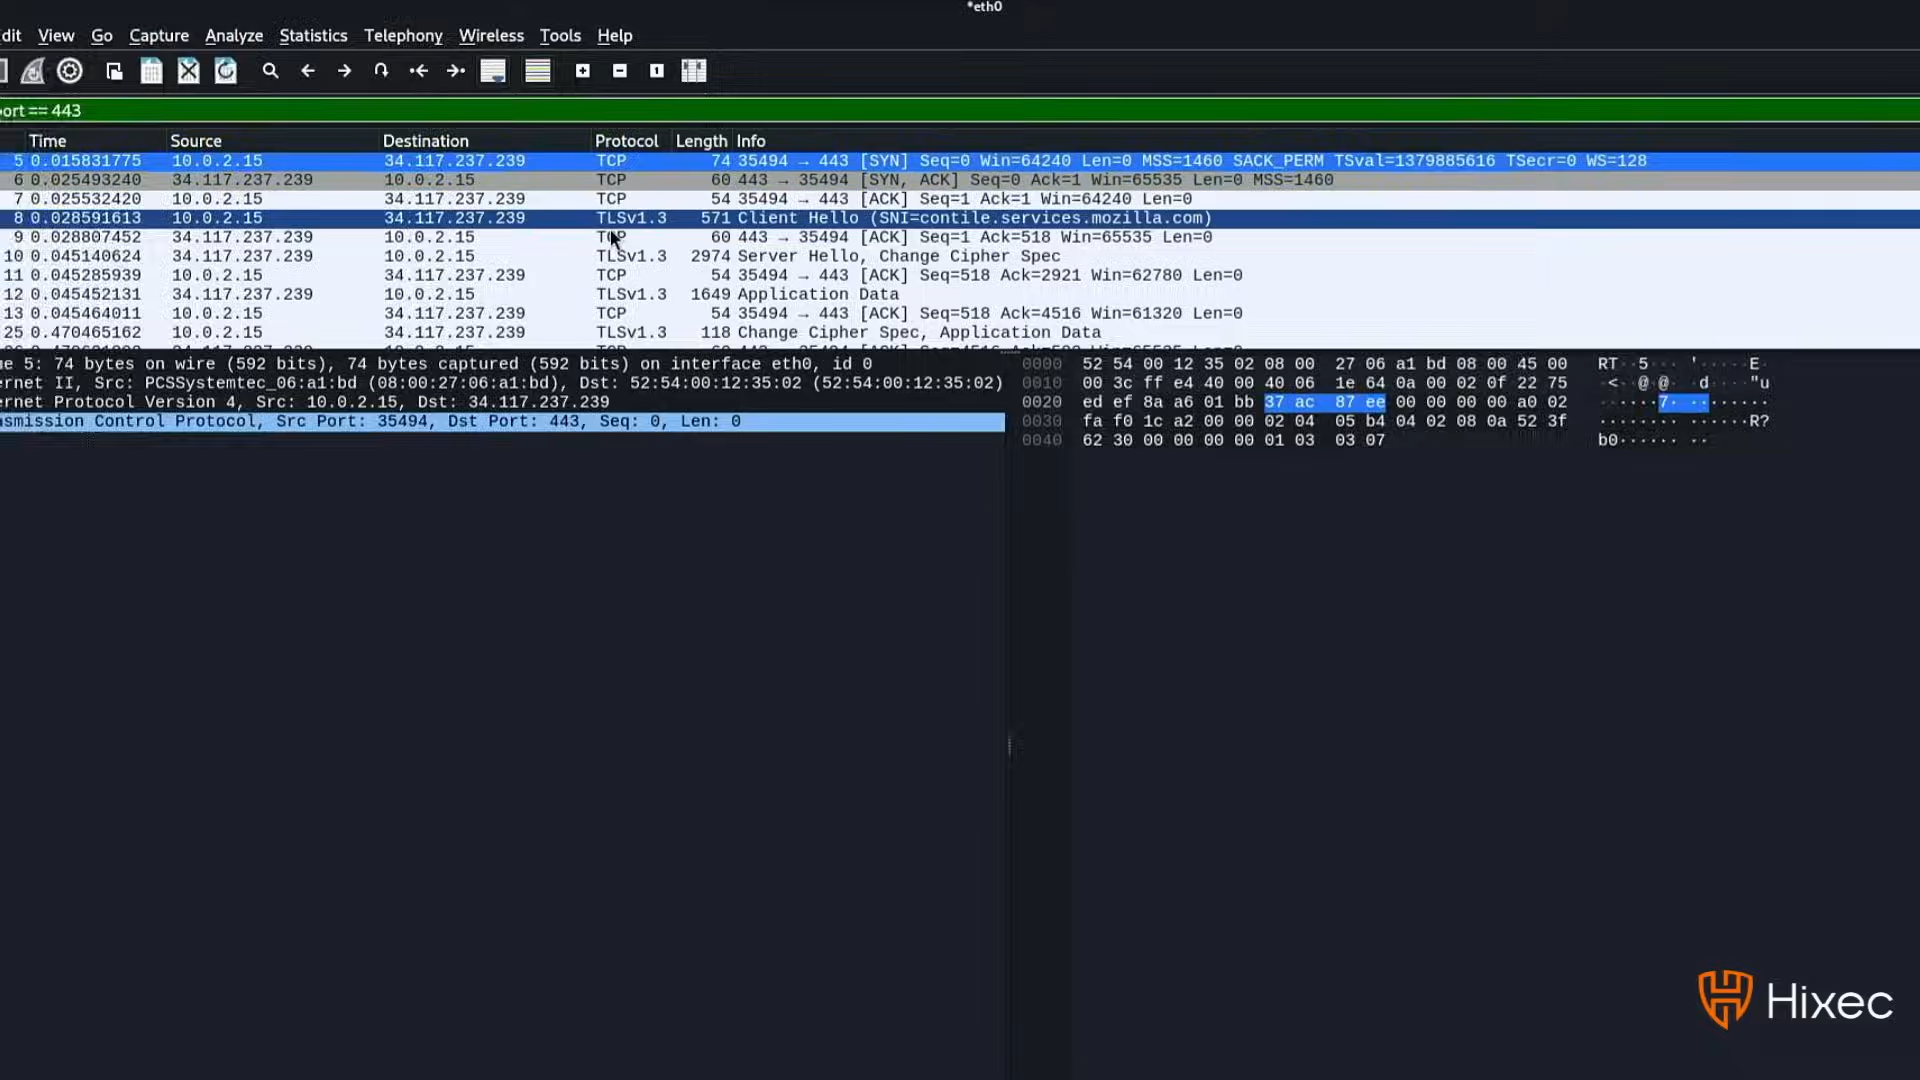 *eth0
dit View Go Capture Analyze Statistics Telephony Wireless Tools Help
ort == 443
Time Source Destination Protocol Length Info
5 0.015831775 10.0.2.15 34.117.237.239 TCP 74 35494 → 443 [SYN] Seq=0 Win=64240 Len=0 MSS=1460 SACK_PERM TSval=1379885616 TSecr=0 WS=128
6 0.025493240 34.117.237.239 10.0.2.15 TCP 60 443 → 35494 [SYN, ACK] Seq=0 Ack=1 Win=65535 Len=0 MSS=1460
7 0.025532420 10.0.2.15 34.117.237.239 TCP 54 35494 → 443 [ACK] Seq=1 Ack=1 Win=64240 Len=0
8 0.028591613 10.0.2.15 34.117.237.239 TLSv1.3 571 Client Hello (SNI=contile.services.mozilla.com)
9 0.028807452 34.117.237.239 10.0.2.15 TCP 60 443 → 35494 [ACK] Seq=1 Ack=518 Win=65535 Len=0
10 0.045140624 34.117.237.239 10.0.2.15 TLSv1.3 2974 Server Hello, Change Cipher Spec
11 0.045285939 10.0.2.15 34.117.237.239 TCP 54 35494 → 443 [ACK] Seq=518 Ack=2921 Win=62780 Len=0
12 0.045452131 34.117.237.239 10.0.2.15 TLSv1.3 1649 Application Data
13 0.045464011 10.0.2.15 34.117.237.239 TCP 54 35494 → 443 [ACK] Seq=518 Ack=4516 Win=61320 Len=0
25 0.470465162 10.0.2.15 34.117.237.239 TLSv1.3 118 Change Cipher Spec, Application Data
ne 5: 74 bytes on wire (592 bits), 74 bytes captured (592 bits) on interface eth0, id 0
ernet II, Src: PCSSystemtec_06:a1:bd (08:00:27:06:a1:bd), Dst: 52:54:00:12:35:02 (52:54:00:12:35:02)
ernet Protocol Version 4, Src: 10.0.2.15, Dst: 34.117.237.239
asmission Control Protocol, Src Port: 35494, Dst Port: 443, Seq: 0, Len: 0
0000 52 54 00 12 35 02 08 00 27 06 a1 bd 08 00 45 00 RT··5···'·····E·
0010 00 3c ff e4 40 00 40 06 1e 64 0a 00 02 0f 22 75 ·<··@·@··d····"u
0020 ed ef 8a a6 01 bb 37 ac 87 ee 00 00 00 00 a0 02 ······7·········
0030 fa f0 1c a2 00 00 02 04 05 b4 04 02 08 0a 52 3f ··············R?
0040 62 30 00 00 00 00 01 03 03 07 b0········
Hixec